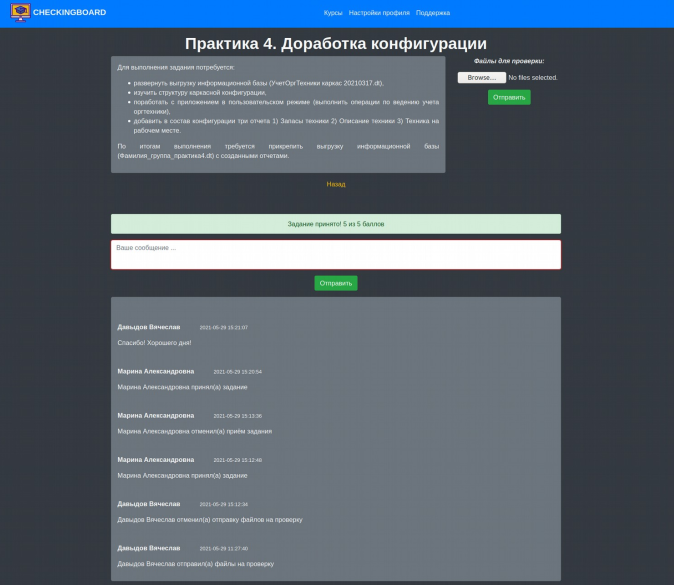 CHECKINGBOARD
Курсы Настройки профиля Поддержка
Практика 4. Доработка конфигурации
Для выполнения задания потребуется:
развернуть выгрузку информационной базы (УчетОргТехники каркас 20210317.dt),
изучить структуру каркасной конфигурации,
поработать с приложением в пользовательском режиме (выполнить операции по ведению учета
оргтехники),
добавить в состав конфигурации три отчета 1) Запасы техники 2) Описание техники 3) Техника на
рабочем месте.
По итогам выполнения требуется прикрепить выгрузку информационной базы
(Фамилия_группа_практика4.dt) с созданными отчетами.
Файлы для проверки:
Browse... No files selected.
Отправить
Назад
Задание принято! 5 из 5 баллов
Ваше сообщение ...
Отправить
Давыдов Вячеслав 2021-05-29 15:21:07
Спасибо! Хорошего дня!
Марина Александровна 2021-05-29 15:20:54
Марина Александровна принял(а) задание
Марина Александровна 2021-05-29 15:13:36
Марина Александровна отменил(а) приём задания
Марина Александровна 2021-05-29 15:12:48
Марина Александровна принял(а) задание
Давыдов Вячеслав 2021-05-29 15:12:34
Давыдов Вячеслав отменил(а) отправку файлов на проверку
Давыдов Вячеслав 2021-05-29 11:27:40
Давыдов Вячеслав отправил(а) файлы на проверку